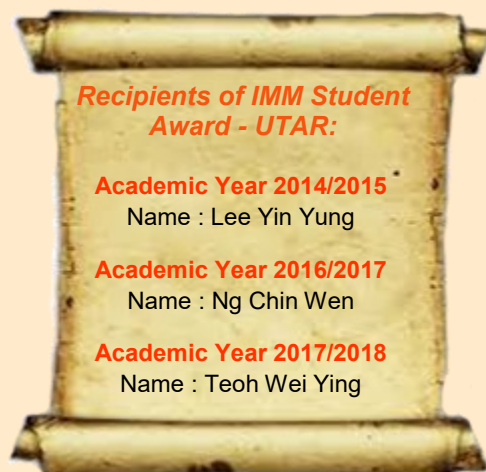 Recipients of IMM Student
Award - UTAR:
Academic Year 2014/2015
Name : Lee Yin Yung
Academic Year 2016/2017
Name : Ng Chin Wen
Academic Year 2017/2018
Name : Teoh Wei Ying